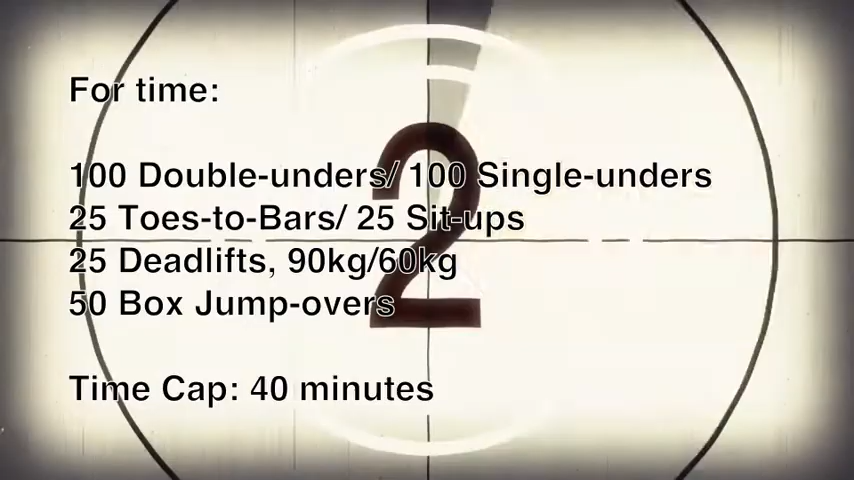 For time:
100 Double-unders/ 100 Single-unders
25 Toes-to-Bars/ 25 Sit-ups
25 Deadlifts, 90kg/60kg
50 Box Jump-overs
Time Cap: 40 minutes
2